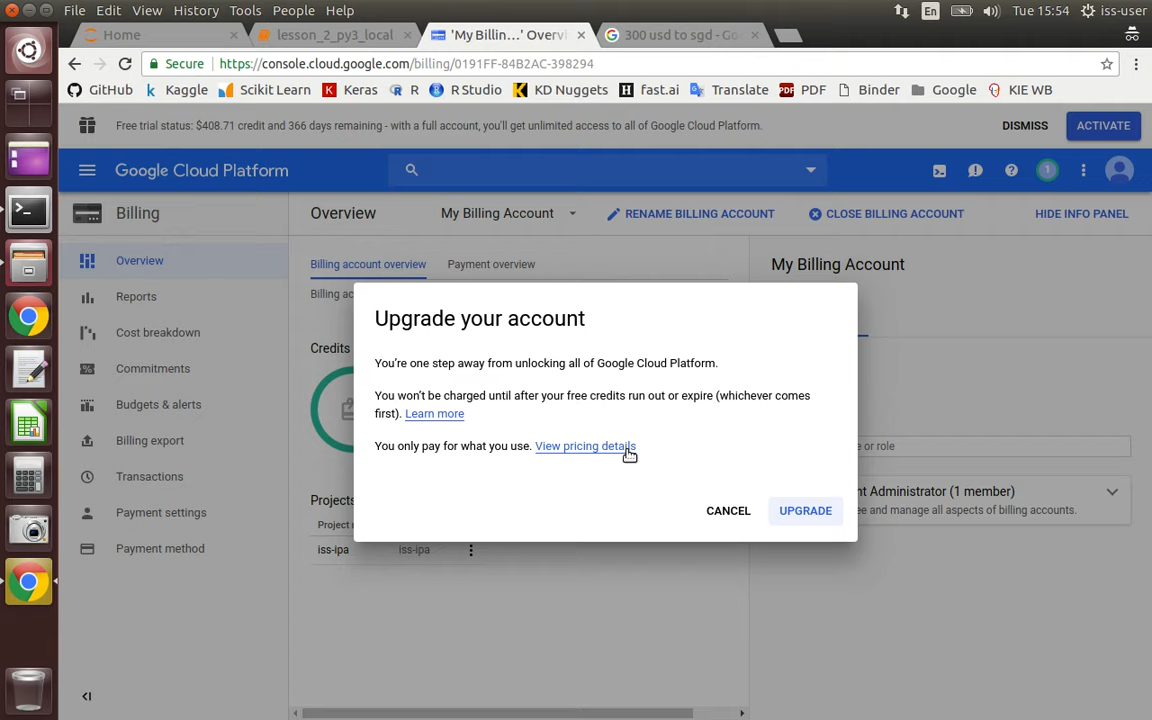 File Edit View History Tools People Help
En
Tue 15:54
iss-user
Home
lesson_2_py3_local
'My Billin...' Overvi
300 usd to sgd - Go
Secure
https://console.cloud.google.com/billing/0191FF-84B2AC-398294
GitHub
Kaggle
Scikit Learn
Keras
R
R Studio
KD Nuggets
fast.ai
Translate
PDF
Binder
Google
KIE WB
Free trial status: $408.71 credit and 366 days remaining - with a full account, you'll get unlimited access to all of Google Cloud Platform.
DISMISS
ACTIVATE
Google Cloud Platform
1
Billing
Overview
My Billing Account
RENAME BILLING ACCOUNT
CLOSE BILLING ACCOUNT
HIDE INFO PANEL
Overview
Reports
Cost breakdown
Commitments
Budgets & alerts
Billing export
Transactions
Payment settings
Payment method
Billing account overview
Payment overview
Billing ac
Credits
Projects
Project
iss-ipa
iss-ipa
My Billing Account
e or role
nt Administrator (1 member)
ee and manage all aspects of billing accounts.
Upgrade your account
You're one step away from unlocking all of Google Cloud Platform.
You won't be charged until after your free credits run out or expire (whichever comes
first). Learn more
You only pay for what you use. View pricing details
CANCEL
UPGRADE